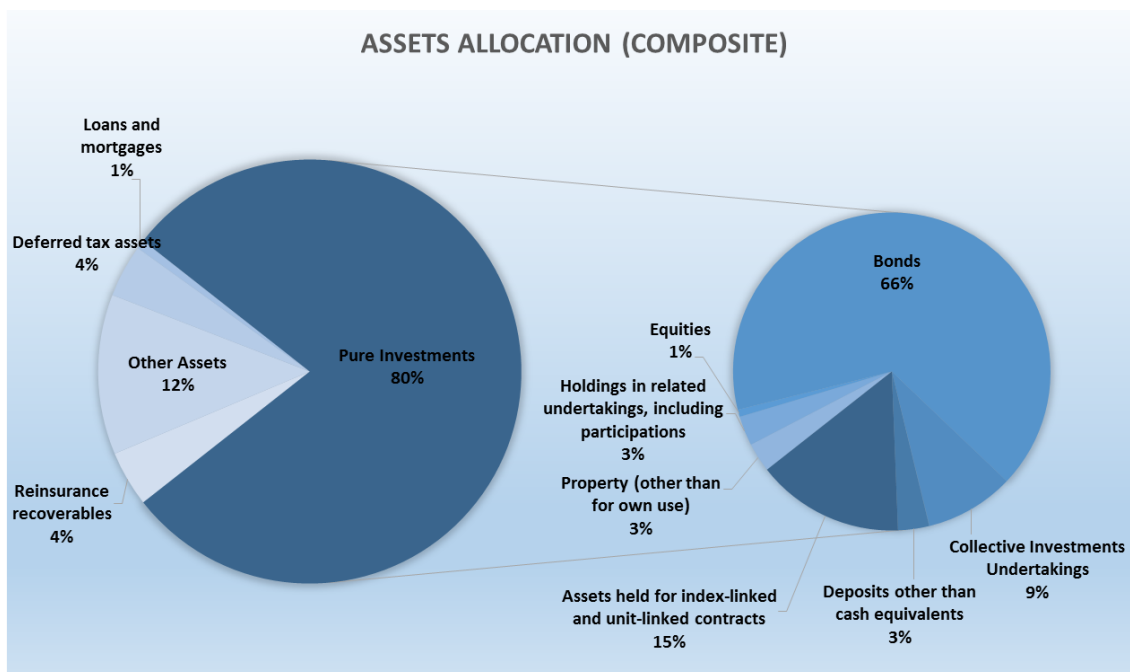 ASSETS ALLOCATION (COMPOSITE)
Loans and
mortgages
1%
Deferred tax assets
4%
Other Assets
12%
Reinsurance
recoverables
4%
Pure Investments
80%
Bonds
66%
Equities
1%
Holdings in related
undertakings, including
participations
3%
Property (other than
for own use)
3%
Assets held for index-linked
and unit-linked contracts
15%
Deposits other than
cash equivalents
3%
Collective Investments
Undertakings
9%